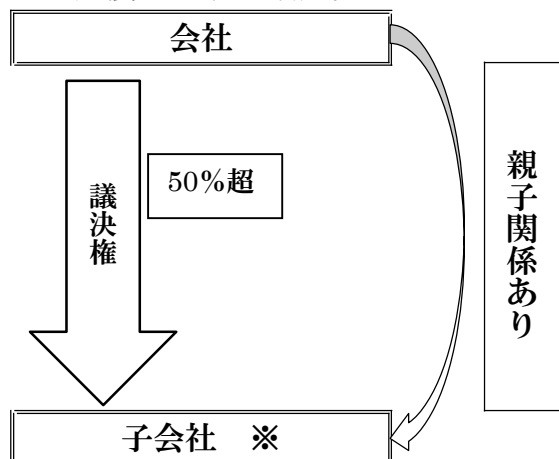 会社
50%超
議決権
親子関係あり
子会社　※